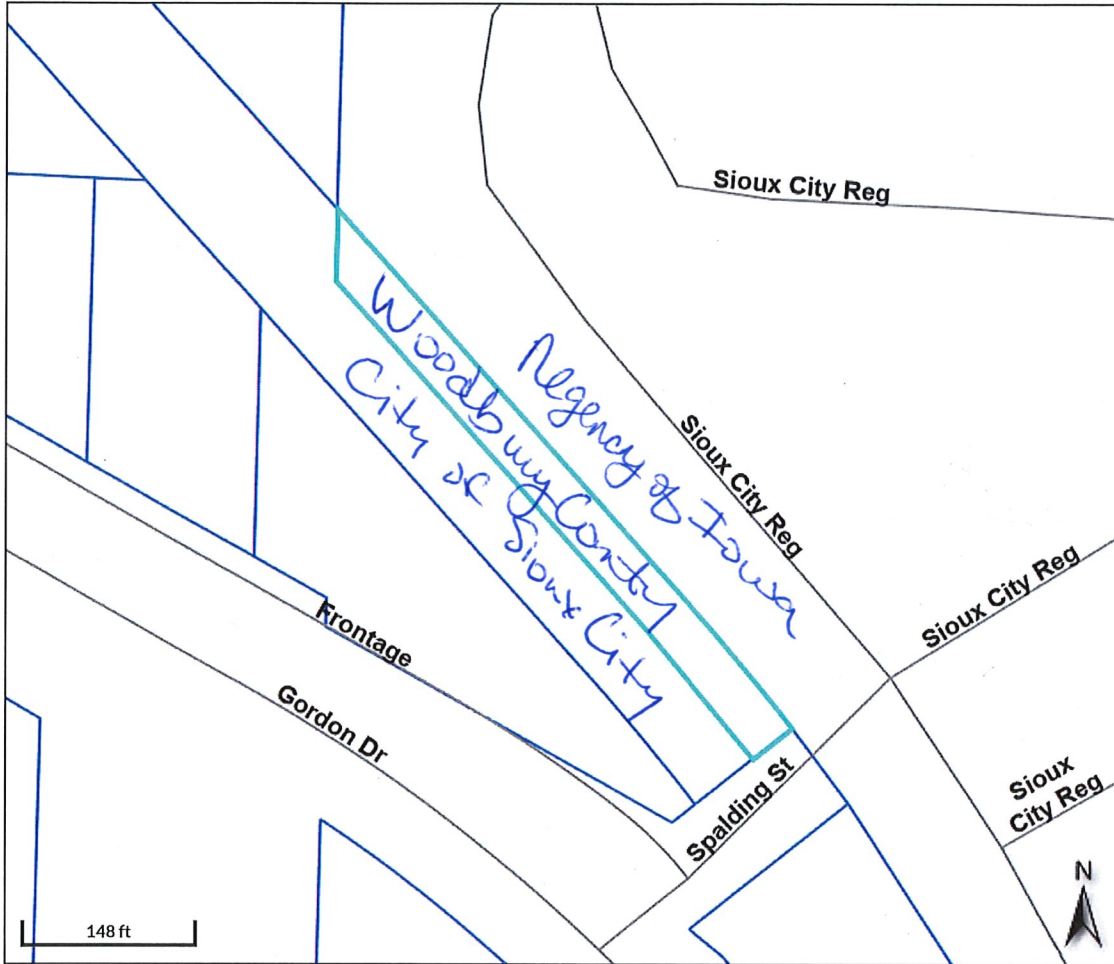 Sioux City Reg
Woodbury County
Regency of Iowa
City of Sioux City
Sioux City Reg
Sioux City Reg
Frontage
Gordon Dr
Spalding St
Sioux
City Reg
N
148 ft